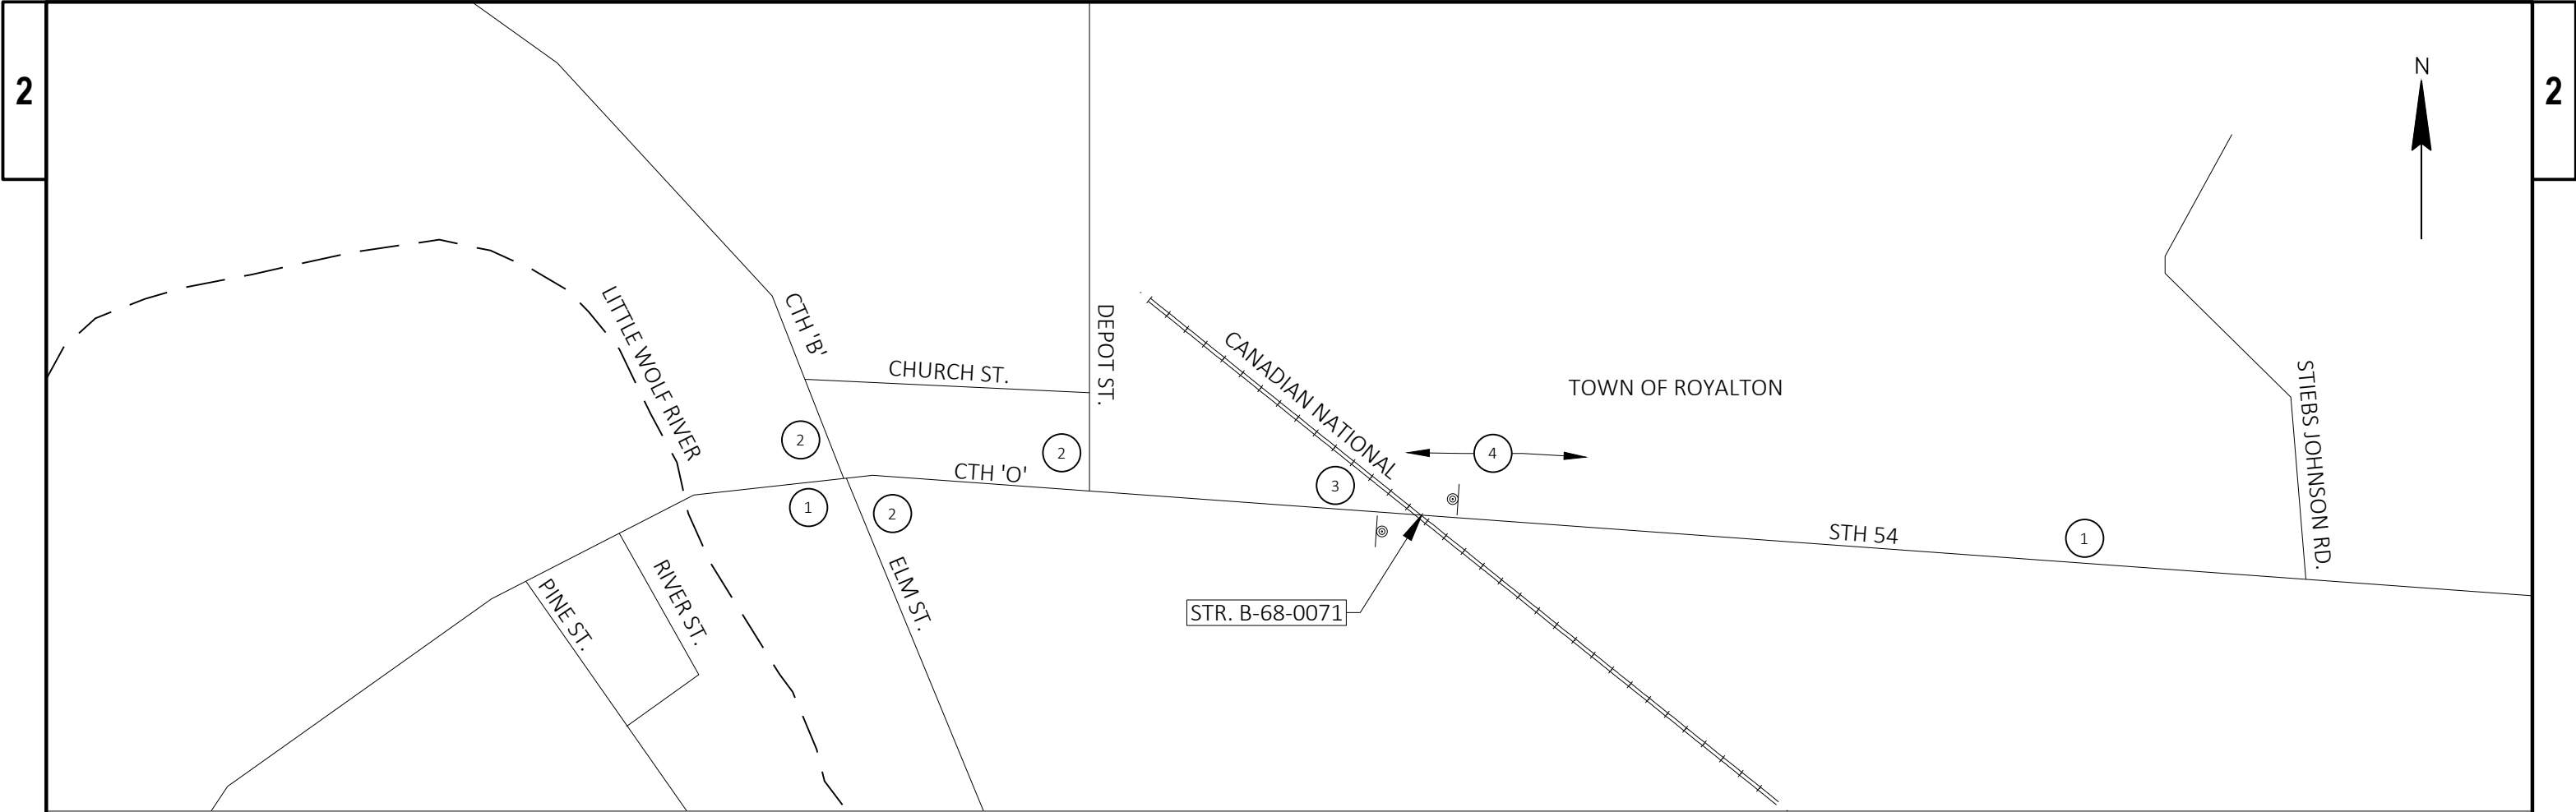 2
2
N
LITTLE WOLF RIVER
CTH 'B'
CHURCH ST.
DEPOT ST.
CANADIAN NATIONAL
TOWN OF ROYALTON
STIEBS JOHNSON RD.
2
2
4
CTH 'O'
3
1
2
STH 54
1
PINE ST.
RIVER ST.
ELM ST.
STR. B-68-0071